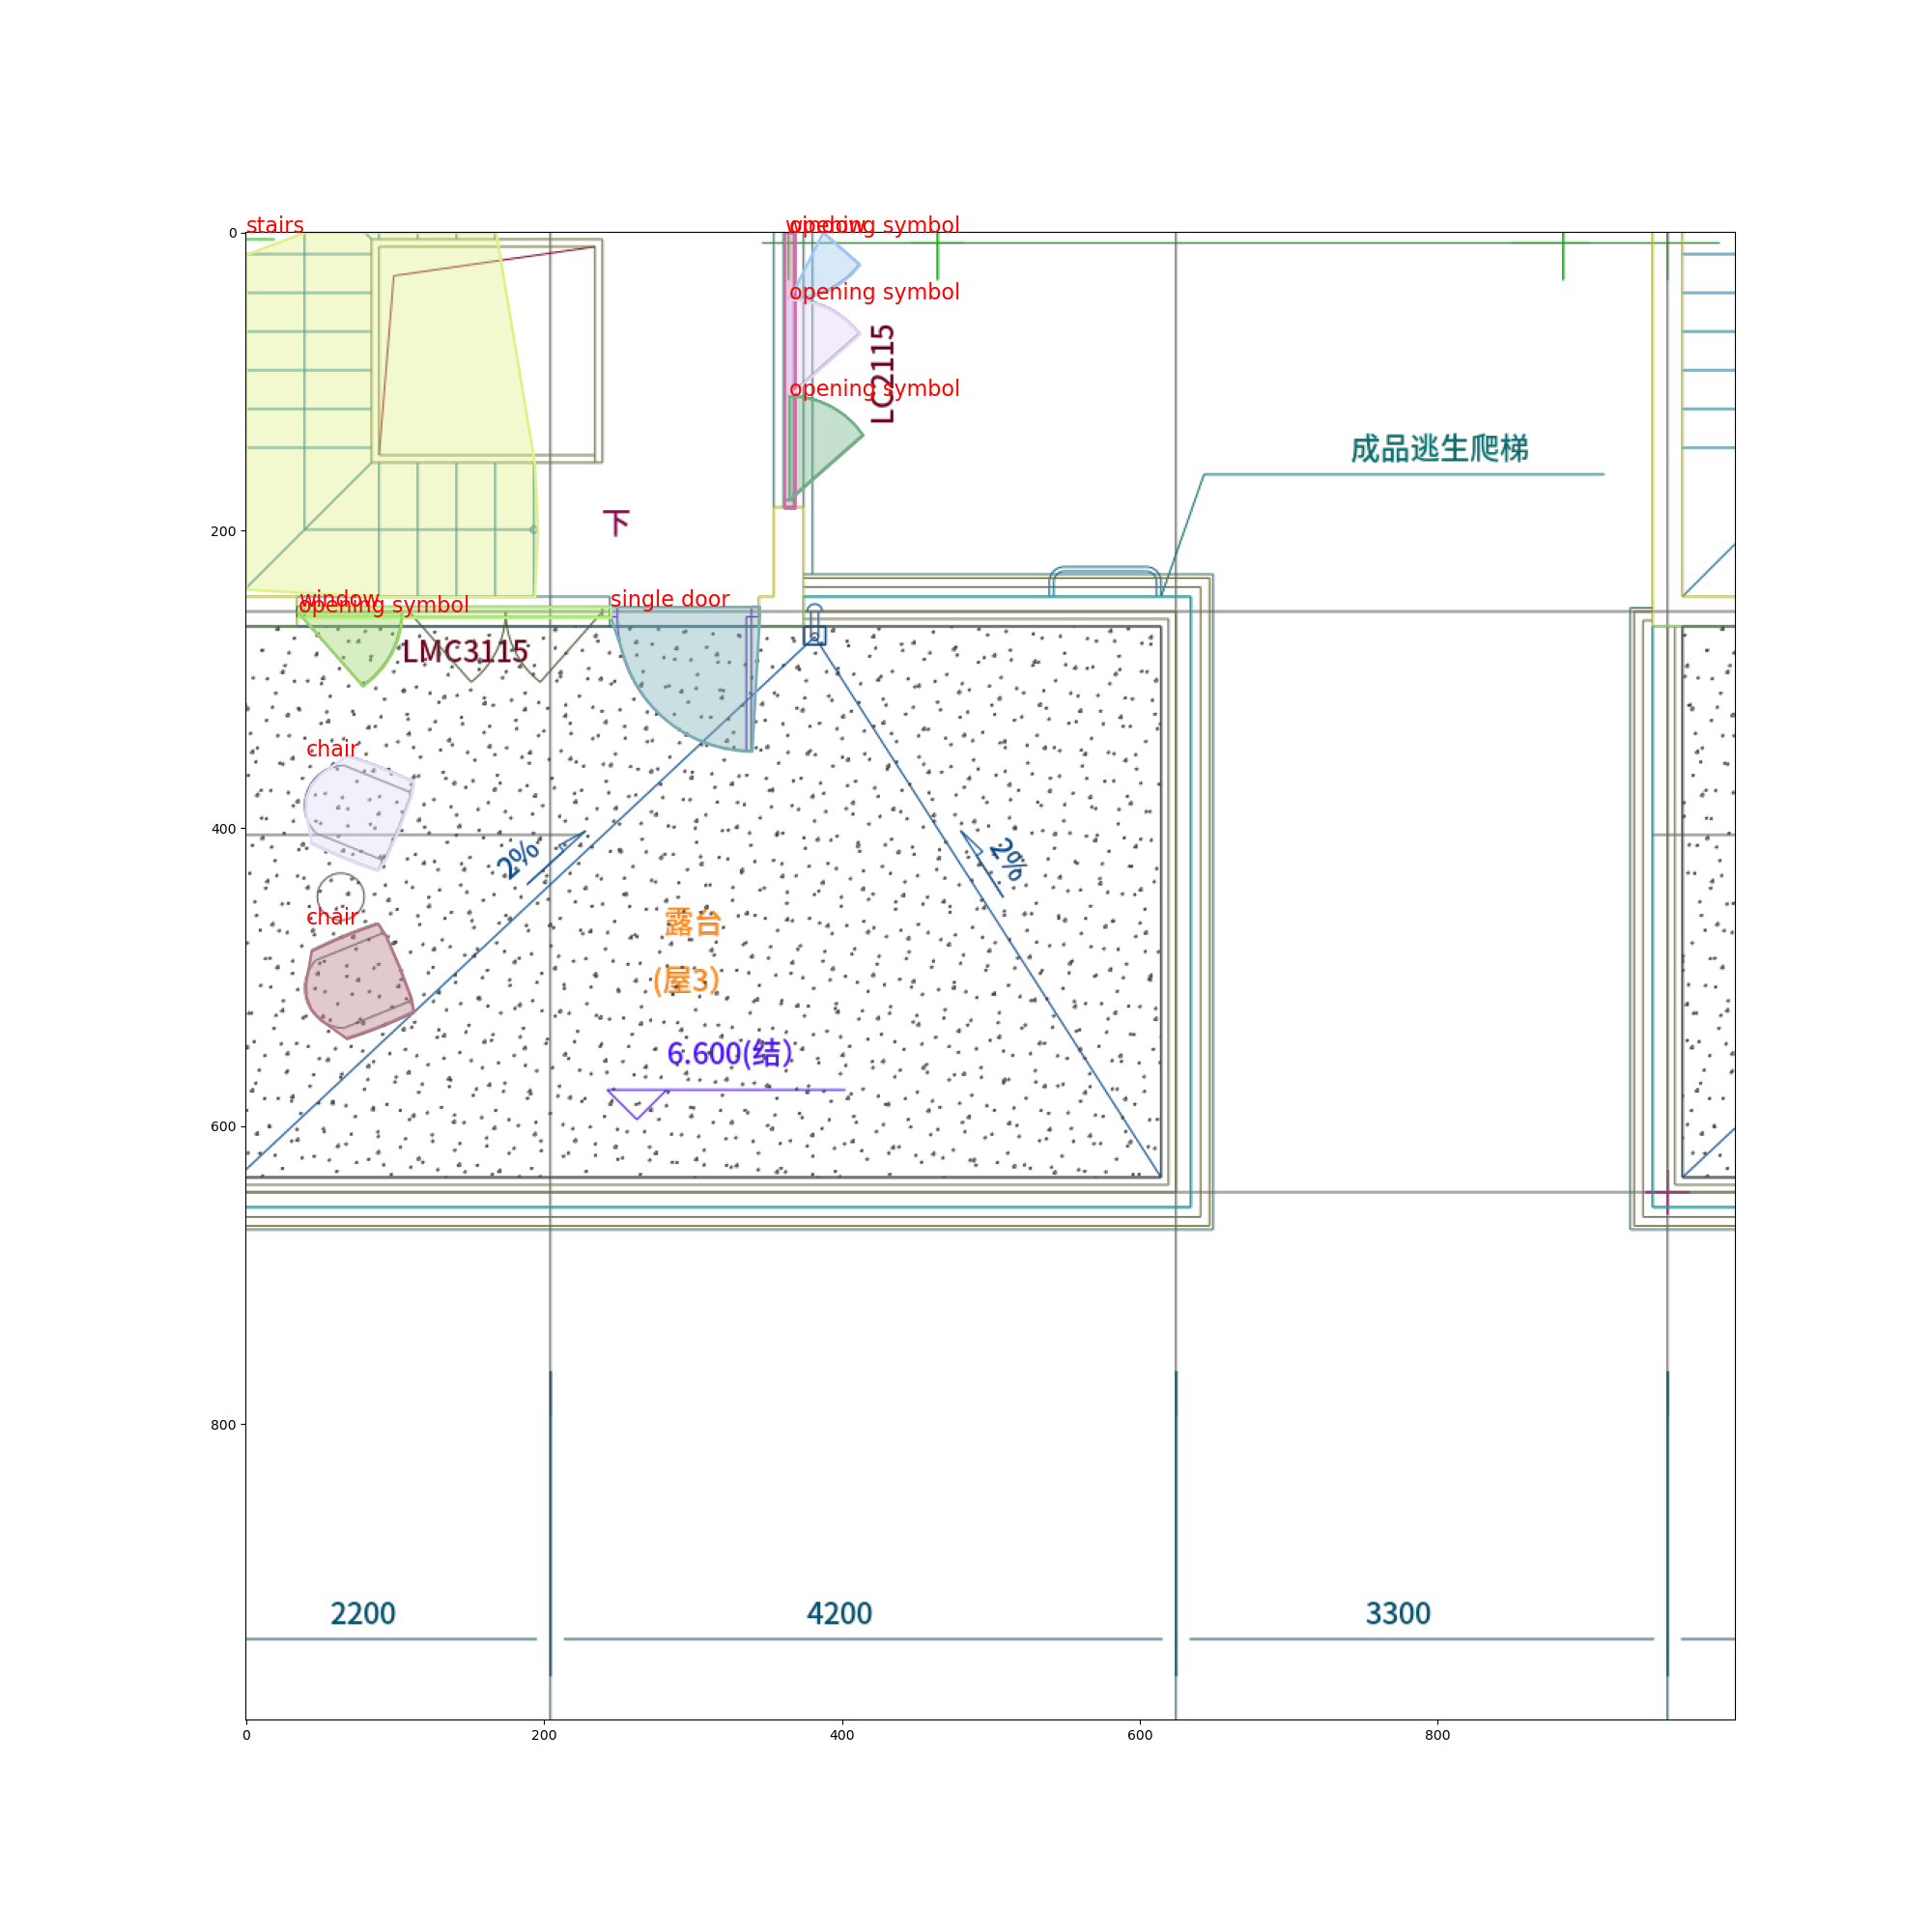 stairs
window
opening symbol
0
opening symbol
LC2115
opening symbol
成品逃生爬梯
200
下
window
opening symbol
single door
LMC3115
chair
400
2%
2%
chair
露台
(屋3)
6.600(结)
600
800
2200
4200
3300
0
200
400
600
800